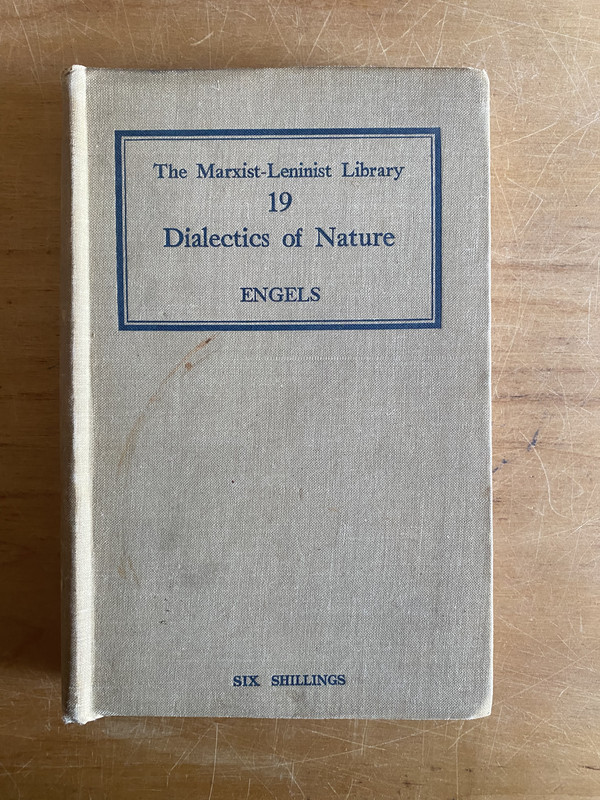 The Marxist-Leninist Library
19
Dialectics of Nature
ENGELS
SIX SHILLINGS